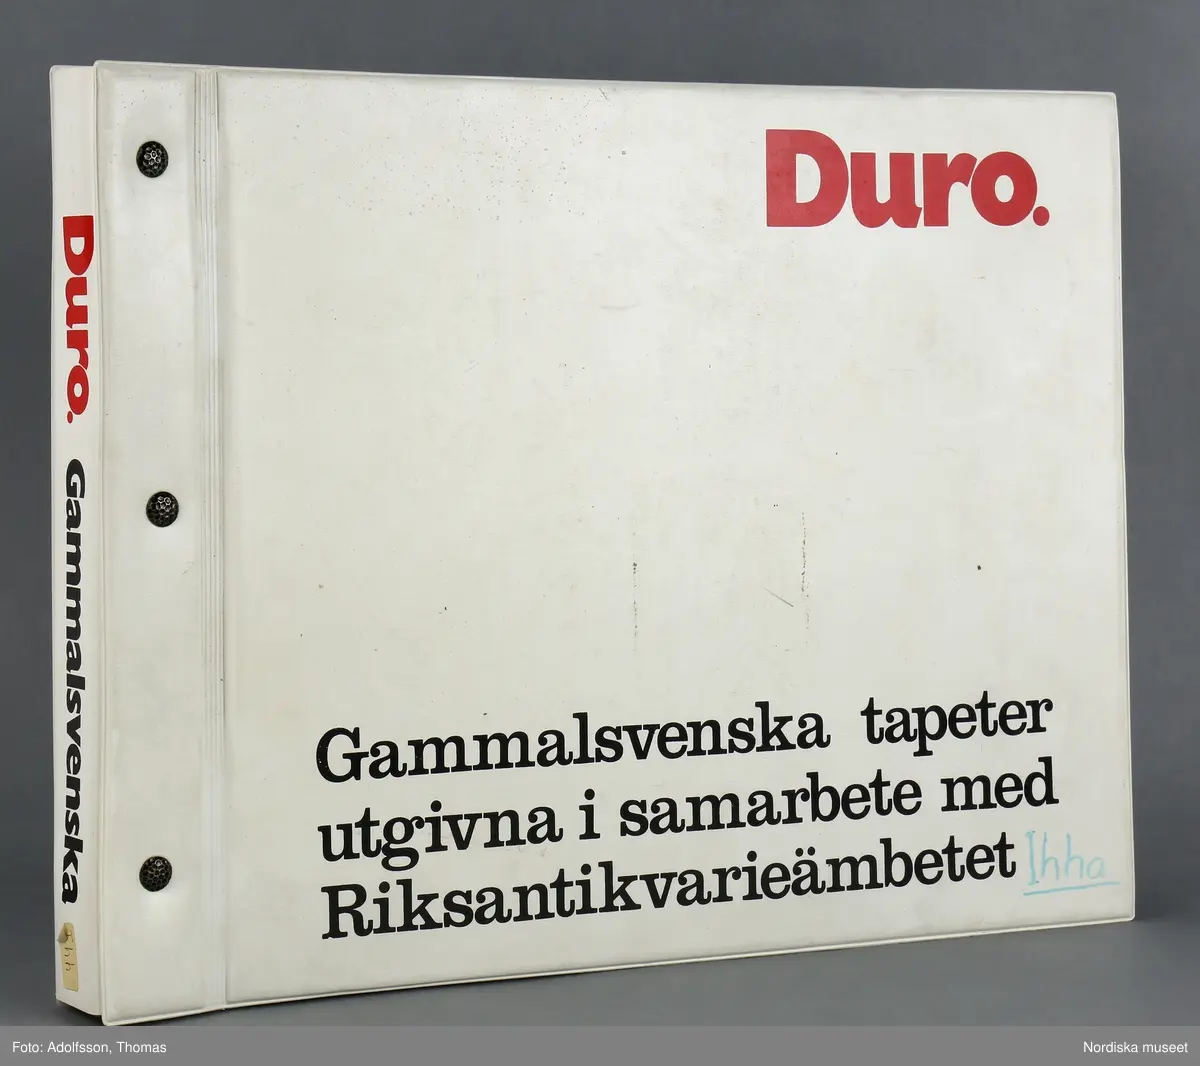 Duro.
Gammalsvenska tapeter
utgivna i samarbete med
Riksantikvarieämbetet Ihha
Duro. Gammalsvenska
Foto: Adolfsson, Thomas
Nordiska museet